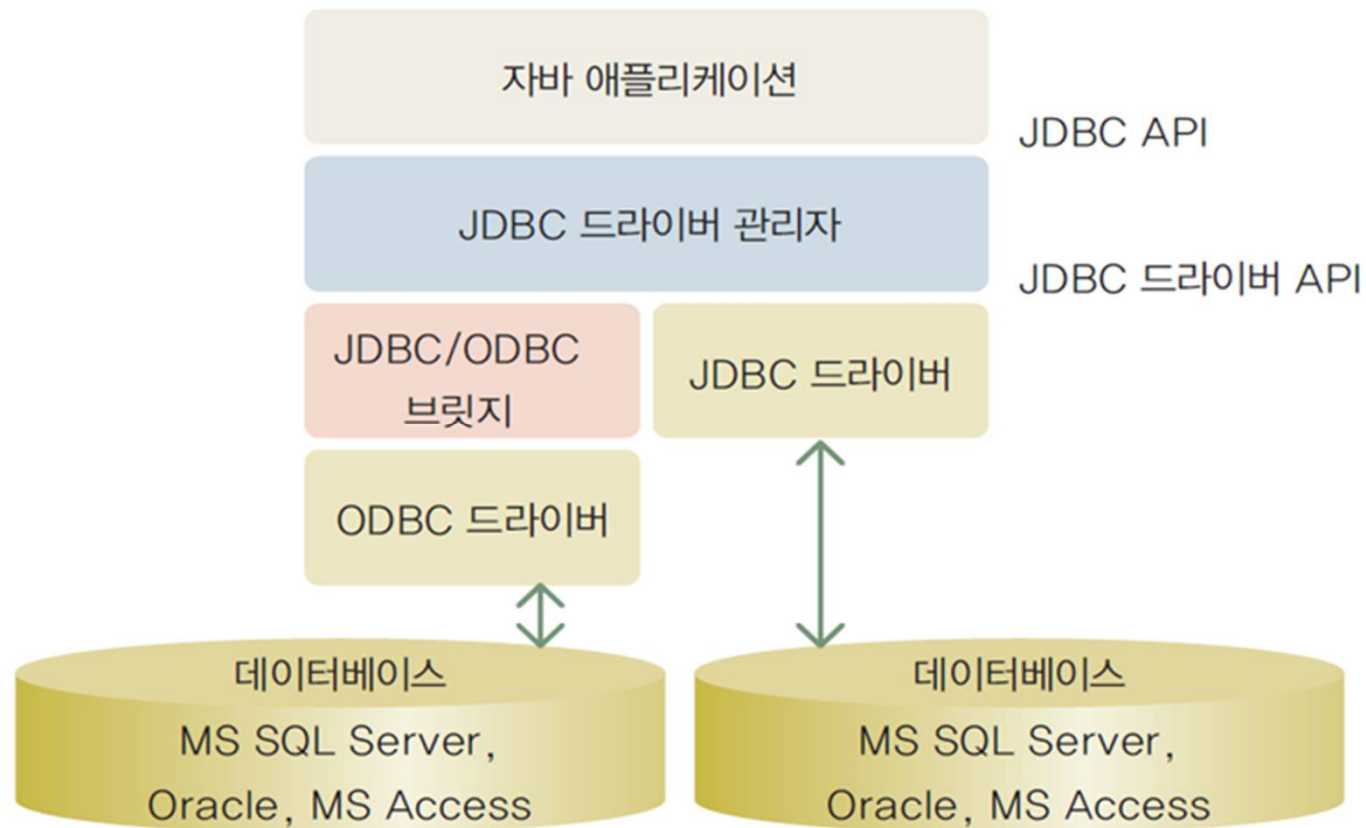 자바 애플리케이션
JDBC API
JDBC 드라이버 관리자
JDBC 드라이버 API
JDBC/ODBC
브릿지
JDBC 드라이버
ODBC 드라이버
데이터베이스
MS SQL Server,
Oracle, MS Access
데이터베이스
MS SQL Server,
Oracle, MS Access